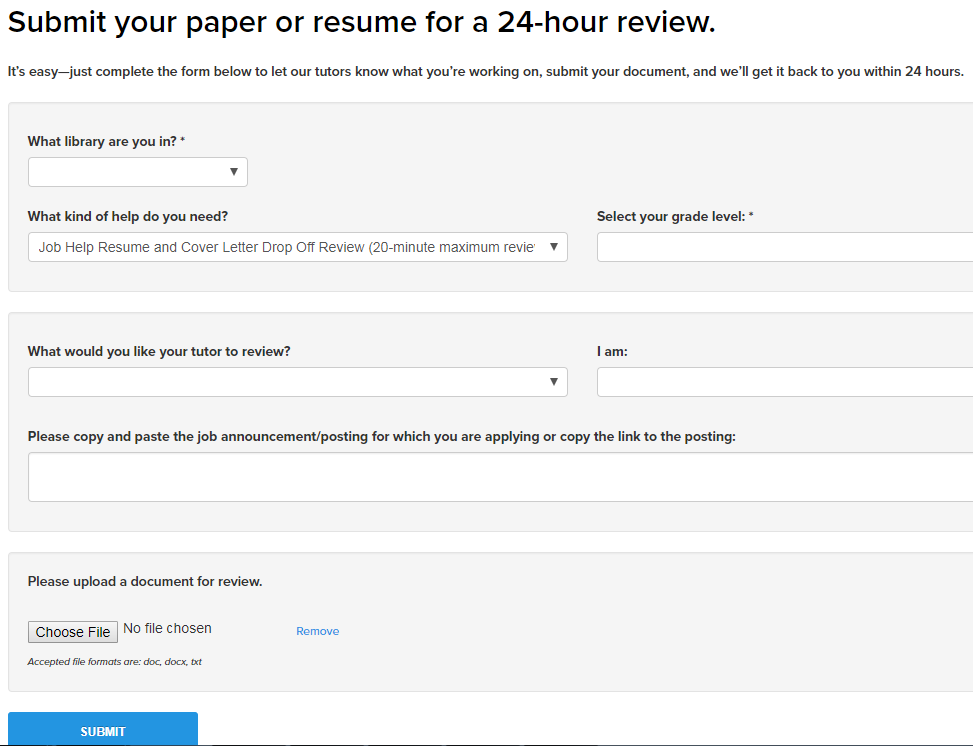 Submit your paper or resume for a 24-hour review.
It's easy—just complete the form below to let our tutors know what you're working on, submit your document, and we'll get it back to you within 24 hours.
What library are you in? *
What kind of help do you need?
Select your grade level: *
Job Help Resume and Cover Letter Drop Off Review (20-minute maximum
What would you like your tutor to review?
I am:
Please copy and paste the job announcement/posting for which you are applying or copy the link to the posting:
Please upload a document for review.
Choose File No file chosen Remove
Accepted file formats are: doc, docx, txt
SUBMIT